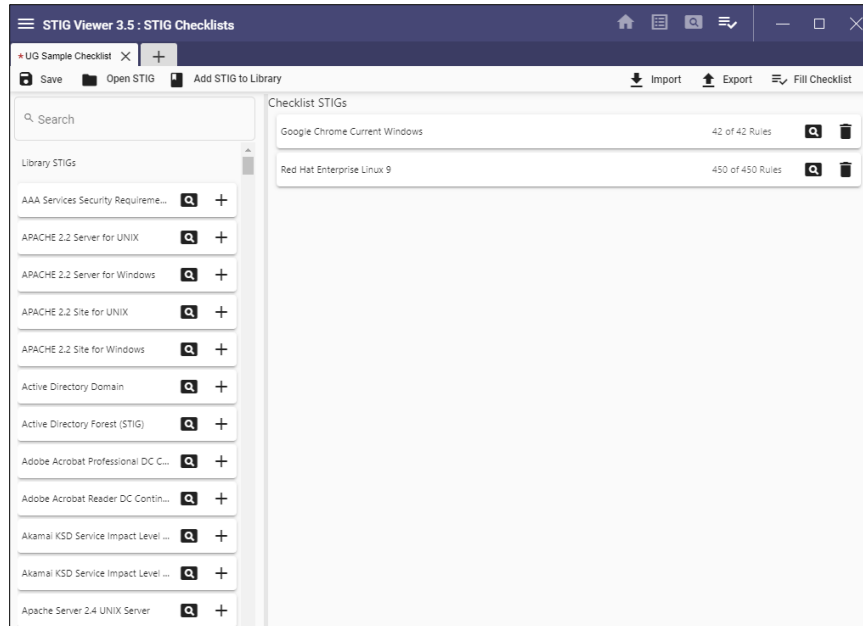 STIG Viewer 3.5 : STIG Checklists
*UG Sample Checklist
Save Open STIG Add STIG to Library Import Export Fill Checklist
Search
Library STIGs
AAA Services Security Requireme...
APACHE 2.2 Server for UNIX
APACHE 2.2 Server for Windows
APACHE 2.2 Site for UNIX
APACHE 2.2 Site for Windows
Active Directory Domain
Active Directory Forest (STIG)
Adobe Acrobat Professional DC C...
Adobe Acrobat Reader DC Contin...
Akamai KSD Service Impact Level ...
Akamai KSD Service Impact Level ...
Apache Server 2.4 UNIX Server
Checklist STIGs
Google Chrome Current Windows 42 of 42 Rules
Red Hat Enterprise Linux 9 450 of 450 Rules